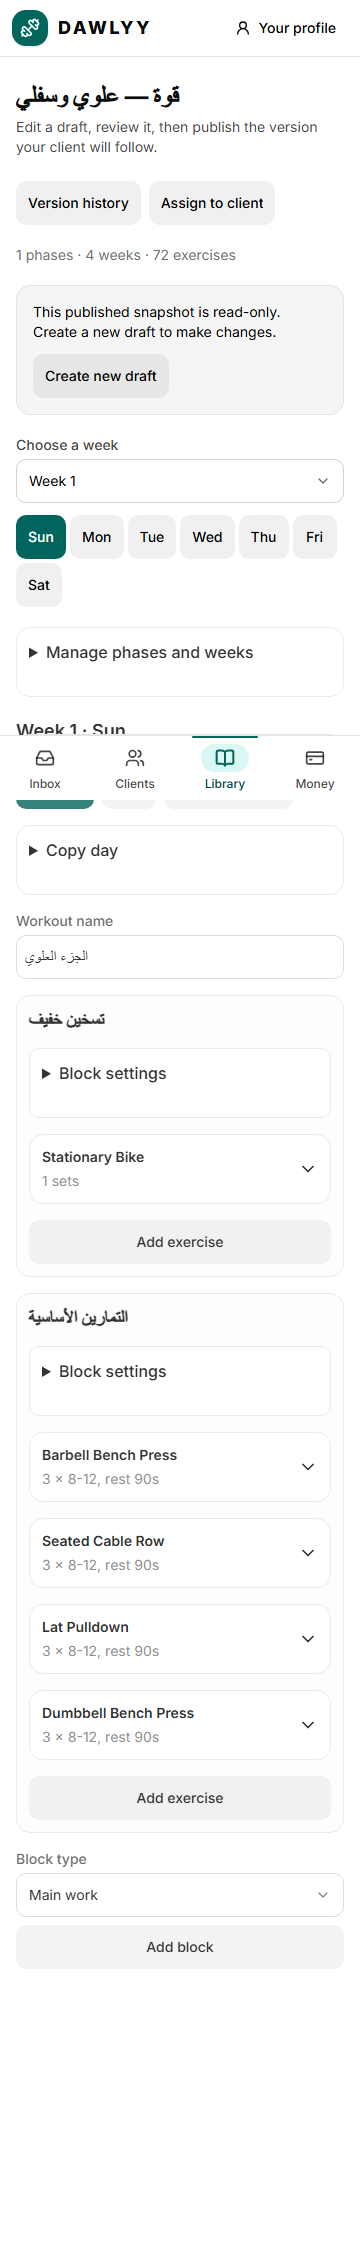 DAWLYY
Your profile
قوة — علوي وسفلي
Edit a draft, review it, then publish the version
your client will follow.
Version history
Assign to client
1 phases · 4 weeks · 72 exercises
This published snapshot is read-only.
Create a new draft to make changes.
Create new draft
Choose a week
Week 1
Sun
Mon
Tue
Wed
Thu
Fri
Sat
Manage phases and weeks
Week 1 · Sun
Inbox
Clients
Library
Money
Copy day
Workout name
الجزء العلوي
تسخين خفيف
Block settings
Stationary Bike
1 sets
Add exercise
التمارين الأساسية
Block settings
Barbell Bench Press
3 × 8-12, rest 90s
Seated Cable Row
3 × 8-12, rest 90s
Lat Pulldown
3 × 8-12, rest 90s
Dumbbell Bench Press
3 × 8-12, rest 90s
Add exercise
Block type
Main work
Add block